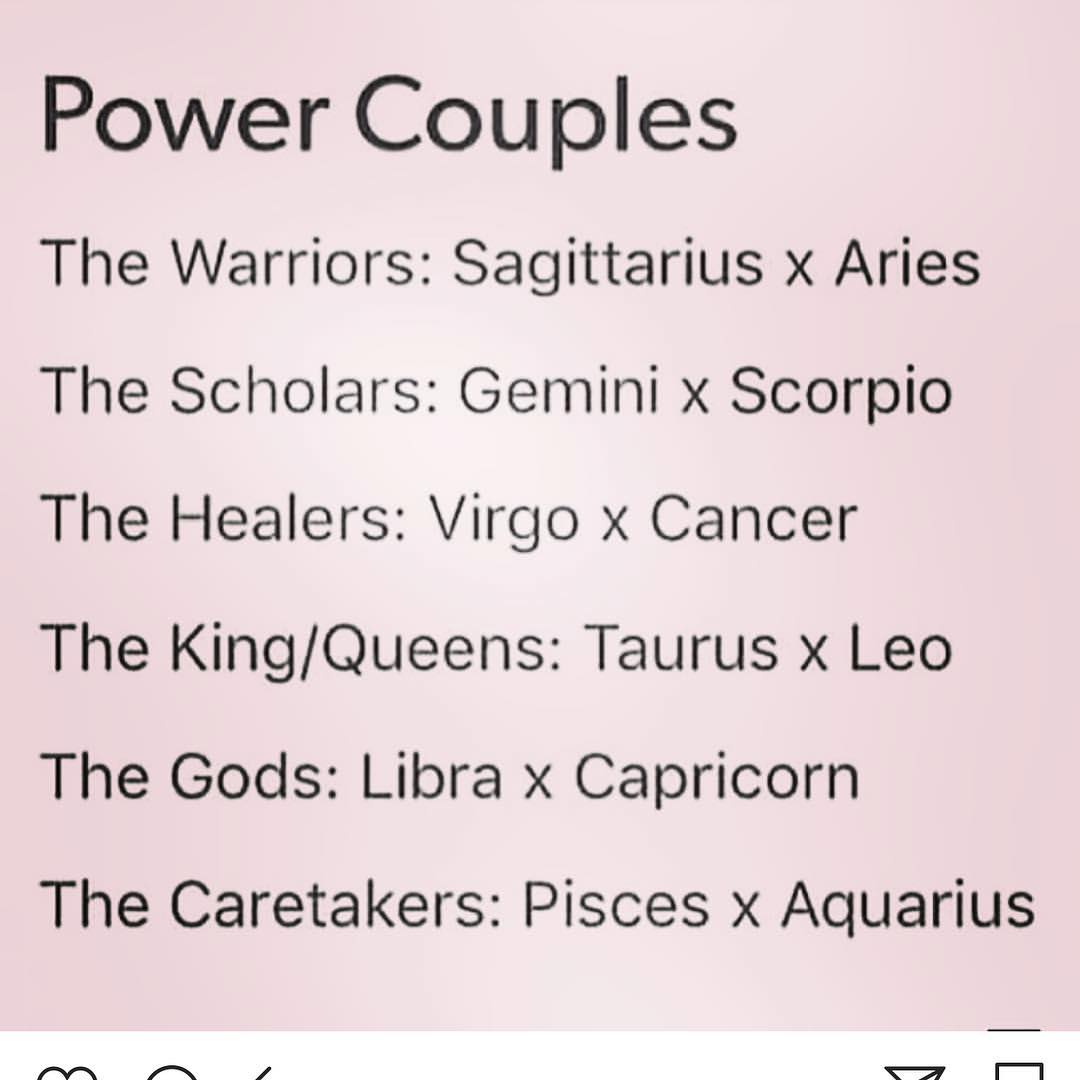 Power Couples
The Warriors: Sagittarius x Aries
The Scholars: Gemini x Scorpio
The Healers: Virgo x Cancer
The King/Queens: Taurus x Leo
The Gods: Libra x Capricorn
The Caretakers: Pisces x Aquarius